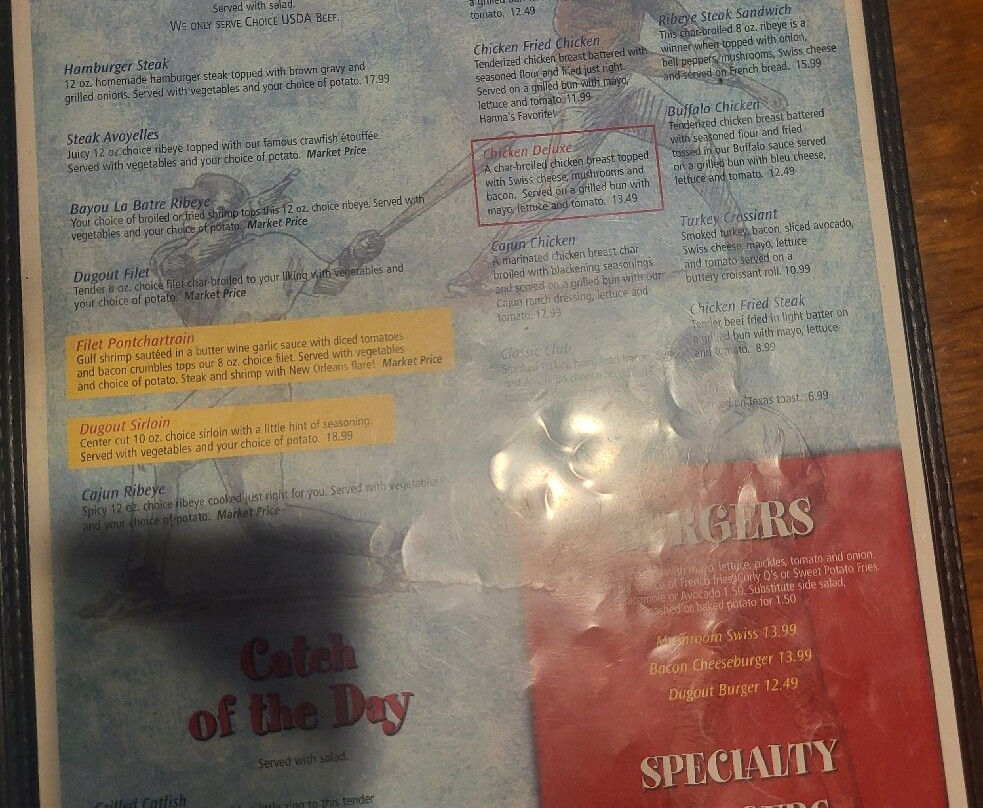 Served with salad.
We only serve Choice USDA Beef.
Hamburger Steak
12 oz. homemade hamburger steak topped with brown gravy and
grilled onions. Served with vegetables and your choice of potato. 17.99
Steak Avoyelles
Juicy 12 oz choice ribeye topped with our famous crawfish étouffée.
Served with vegetables and your choice of potato. Market Price
Bayou La Batre Ribeye
Your choice of broiled or fried shrimp tops this 12 oz. choice ribeye. Served with
vegetables and your choice of potato. Market Price
Dugout Filet
Tender 8 oz. choice filet char-broiled to your liking with vegetables and
your choice of potato. Market Price
Filet Pontchartrain
Gulf shrimp sautéed in a butter wine garlic sauce with diced tomatoes
and bacon crumbles tops our 8 oz. choice filet. Served with vegetables
and choice of potato. Steak and shrimp with New Orleans flare! Market Price
Dugout Sirloin
Center cut 10 oz. choice sirloin with a little hint of seasoning.
Served with vegetables and your choice of potato. 18.99
Cajun Ribeye
Spicy 12 oz. choice ribeye cooked just right for you. Served with vegetables
and your choice of potato. Market Price
Catch
of the Day
Served with salad.
Grilled Catfish
to this tender
a grilled bun
tomato. 12.49
Chicken Fried Chicken
Tenderized chicken breast battered with
seasoned flour and fried just right.
Served on a grilled bun with mayo,
lettuce and tomato. 11.99
Hanna's Favorite!
Chicken Deluxe
A char-broiled chicken breast topped
with Swiss cheese, mushrooms and
bacon. Served on a grilled bun with
mayo, lettuce and tomato. 13.49
Cajun Chicken
A marinated chicken breast char
broiled with blackening seasonings
and served on a grilled bun with our
Cajun ranch dressing, lettuce and
tomato. 12.99
Classic Club
Smoked turkey, ham,
Ribeye Steak Sandwich
This char-broiled 8 oz. ribeye is a
winner when topped with onion,
bell peppers, mushrooms, Swiss cheese
and served on French bread. 15.99
Buffalo Chicken
Tenderized chicken breast battered
with seasoned flour and fried
tossed in our Buffalo sauce served
on a grilled bun with bleu cheese,
lettuce and tomato. 12.49
Turkey Crossiant
Smoked turkey, bacon, sliced avocado,
Swiss cheese, mayo, lettuce
and tomato served on a
buttery croissant roll. 10.99
Chicken Fried Steak
Tender beef fried in light batter on
a grilled bun with mayo, lettuce
and tomato. 8.99
on Texas toast. 6.99
BURGERS
with mayo, lettuce, pickles, tomato and onion.
of French fries, Curly Q's or Sweet Potato Fries.
or Avocado 1.50. Substitute side salad,
mashed or baked potato for 1.50
Mushroom Swiss 13.99
Bacon Cheeseburger 13.99
Dugout Burger 12.49
SPECIALTY